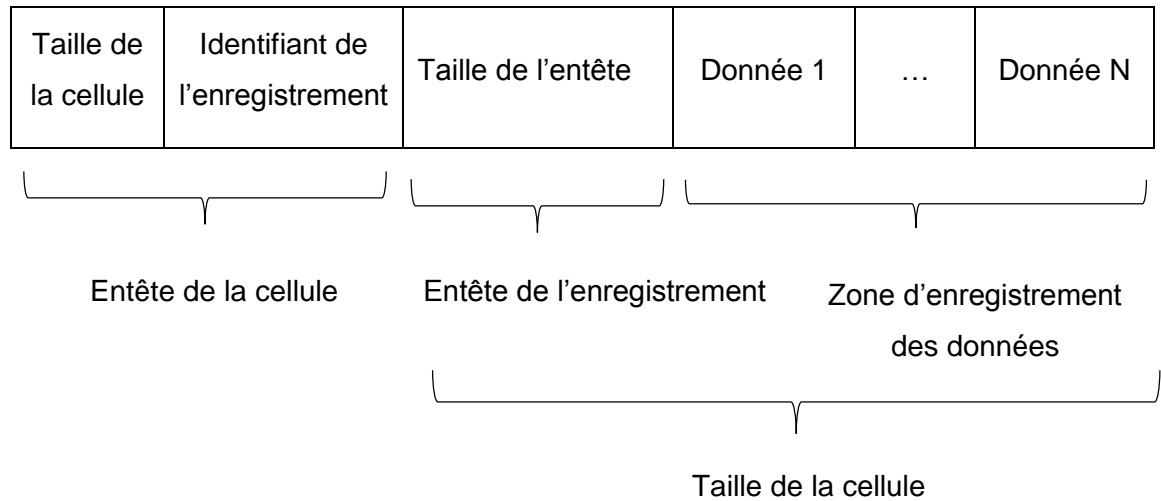 Taille de
la cellule
Identifiant de
l’enregistrement
Taille de l’entête
Donnée 1
…
Donnée N
Entête de la cellule
Entête de l’enregistrement
Zone d’enregistrement
des données
Taille de la cellule